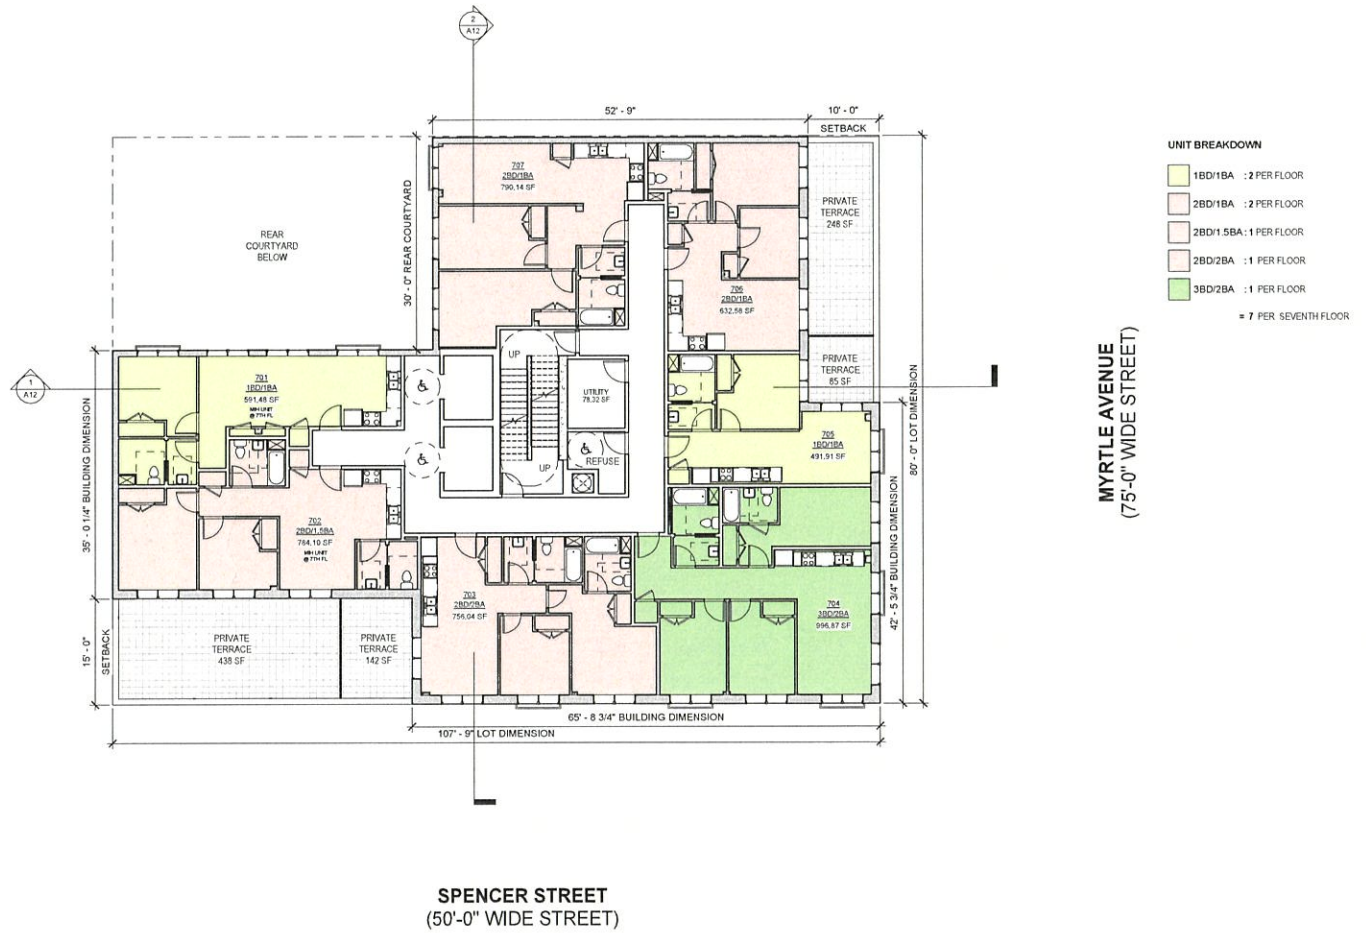 2
A12
52' - 9"
10' - 0"
SETBACK
UNIT BREAKDOWN
1BD/1BA : 2 PER FLOOR
2BD/1BA : 2 PER FLOOR
2BD/1.5BA : 1 PER FLOOR
2BD/2BA : 1 PER FLOOR
3BD/2BA : 1 PER FLOOR
= 7 PER SEVENTH FLOOR
REAR
COURTYARD
BELOW
30' - 0" REAR COURTYARD
707
2BD/1BA
790.14 SF
PRIVATE
TERRACE
248 SF
706
2BD/1BA
632.58 SF
PRIVATE
TERRACE
85 SF
80' - 0" LOT DIMENSION
MYRTLE AVENUE
(75'-0" WIDE STREET)
1
A12
701
1BD/1BA
591.48 SF
MIH UNIT
@ 7TH FL
UP
UTILITY
78.32 SF
REFUSE
UP
705
1BD/1BA
491.91 SF
35' - 0 1/4" BUILDING DIMENSION
702
2BD/1.5BA
764.10 SF
MIH UNIT
@ 7TH FL
703
2BD/2BA
756.04 SF
704
3BD/2BA
996.87 SF
42' - 5 3/4" BUILDING DIMENSION
15' - 0"
SETBACK
PRIVATE
TERRACE
438 SF
PRIVATE
TERRACE
142 SF
65' - 8 3/4" BUILDING DIMENSION
107' - 9" LOT DIMENSION
SPENCER STREET
(50'-0" WIDE STREET)